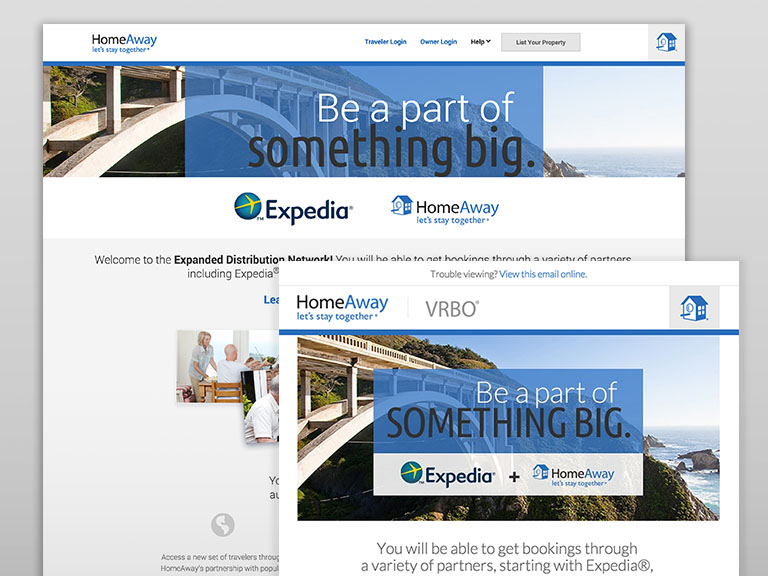 HomeAway
let's stay together™
Traveler Login Owner Login Help List Your Property
Be a part of
something big.
Expedia®
HomeAway
let's stay together™
Welcome to the Expanded Distribution Network! You will be able to get bookings through a variety of partners
including Expedia®
Lea
Yo
au
Access a new set of travelers throug
HomeAway's partnership with popul
Trouble viewing? View this email online.
HomeAway VRBO®
let's stay together™
Be a part of
SOMETHING BIG.
Expedia® + HomeAway
let's stay together™
You will be able to get bookings through
a variety of partners, starting with Expedia®,